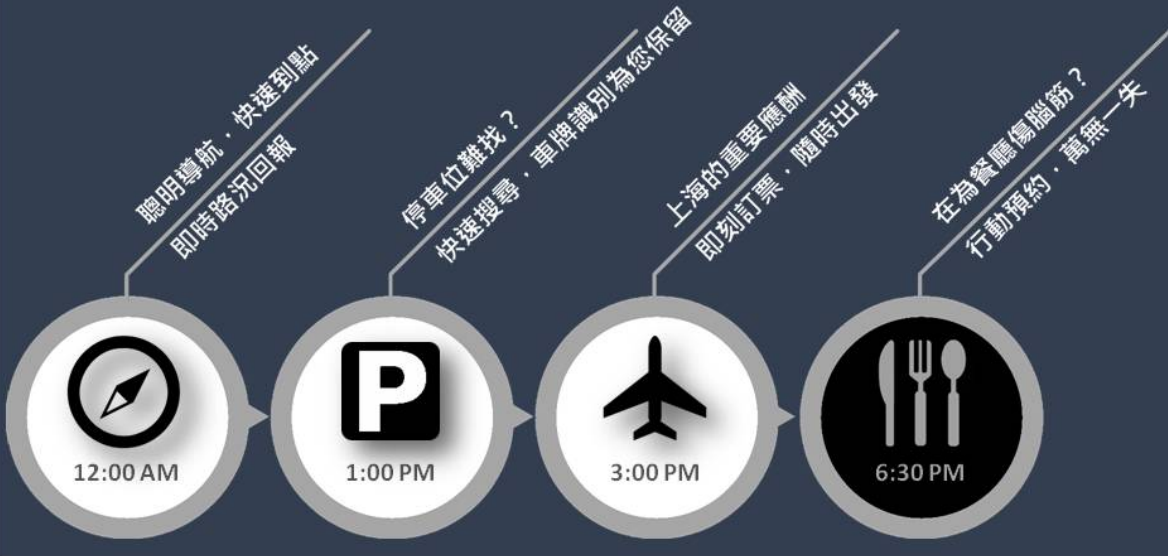 聰明導航，快速到點
即時路況回報
12:00 AM
停車位難找？
快速搜尋，車牌識別為您保留
P
1:00 PM
上海的重要應酬
即刻訂票，隨時出發
3:00 PM
在為餐廳傷腦筋？
行動預約，萬無一失
6:30 PM